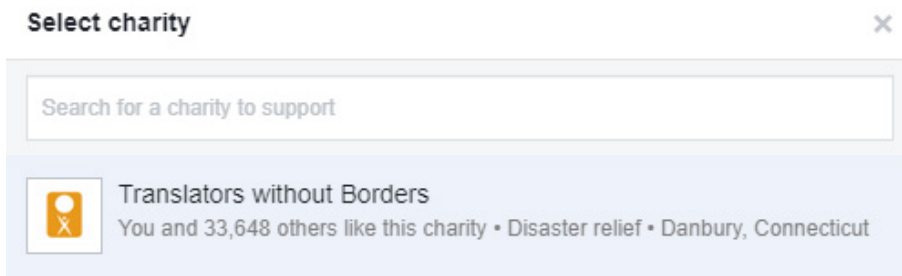 Select charity
Search for a charity to support
Translators without Borders
You and 33,648 others like this charity • Disaster relief • Danbury, Connecticut